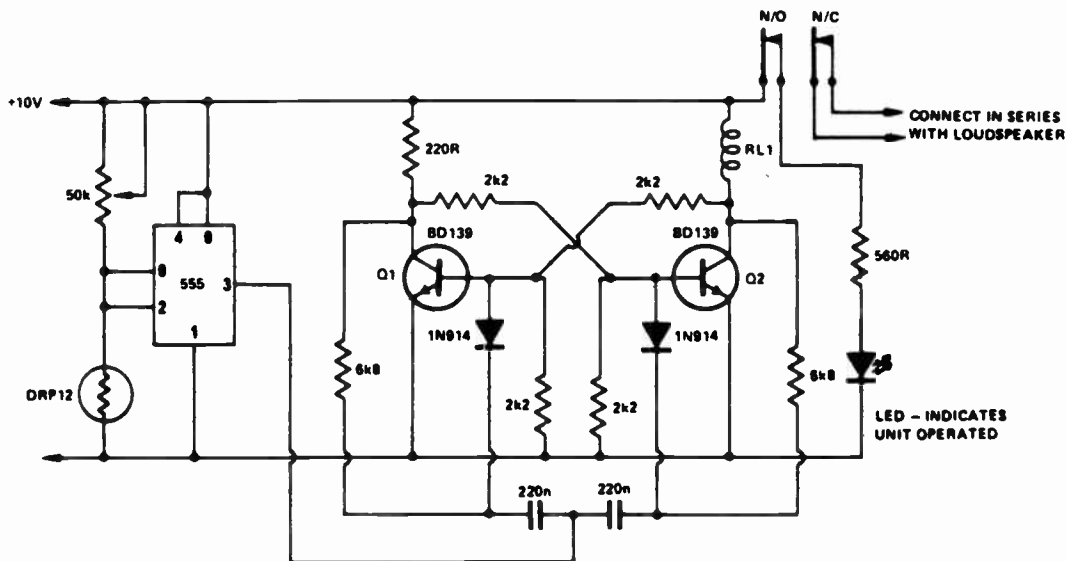 N/O
N/C
+10V
CONNECT IN SERIES
WITH LOUDSPEAKER
220R
RL1
2k2
2k2
50k
BD139
BD139
4
8
560R
6
555
3
Q1
Q2
2
1N914
1N914
1
6k8
6k8
DRP12
2k2
2k2
LED – INDICATES
UNIT OPERATED
220n
220n